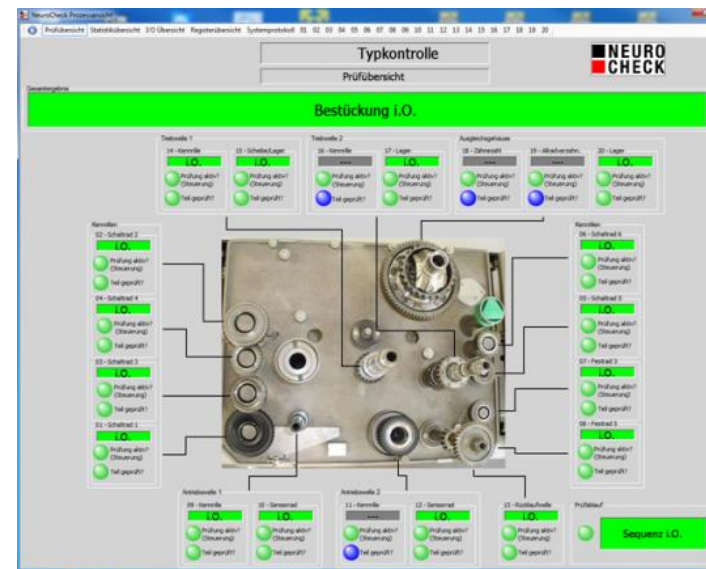 NeuroCheck Prozessansicht
Prüfübersicht Statistikübersicht I/O Übersicht Registerübersicht Systemprotokoll 01 02 03 04 05 06 07 08 09 10 11 12 13 14 15 16 17 18 19 20
Typkontrolle
Prüfübersicht
NEURO
CHECK
Gesamtergebnis
Bestückung i.O.
Triebwelle 1
14 - Kennrille
i.O.
Prüfung aktiv?
(Steuerung)
Teil geprüft?
15 - Scheibe/Lager
i.O.
Prüfung aktiv?
(Steuerung)
Teil geprüft?
Triebwelle 2
16 - Kennrille
---
Prüfung aktiv?
(Steuerung)
Teil geprüft?
17 - Lager
i.O.
Prüfung aktiv?
(Steuerung)
Teil geprüft?
Ausgleichsgehäuse
18 - Zähnezahl
---
Prüfung aktiv?
(Steuerung)
Teil geprüft?
19 - Allradverzahn.
---
Prüfung aktiv?
(Steuerung)
Teil geprüft?
20 - Lager
i.O.
Prüfung aktiv?
(Steuerung)
Teil geprüft?
Kennrillen
02 - Schaltrad 2
i.O.
Prüfung aktiv?
(Steuerung)
Teil geprüft?
04 - Schaltrad 4
i.O.
Prüfung aktiv?
(Steuerung)
Teil geprüft?
03 - Schaltrad 3
i.O.
Prüfung aktiv?
(Steuerung)
Teil geprüft?
01 - Schaltrad 1
i.O.
Prüfung aktiv?
(Steuerung)
Teil geprüft?
Kennrillen
06 - Schaltrad 6
i.O.
Prüfung aktiv?
(Steuerung)
Teil geprüft?
05 - Schaltrad 5
i.O.
Prüfung aktiv?
(Steuerung)
Teil geprüft?
07 - Festrad 3
i.O.
Prüfung aktiv?
(Steuerung)
Teil geprüft?
08 - Festrad 5
i.O.
Prüfung aktiv?
(Steuerung)
Teil geprüft?
Antriebswelle 1
09 - Kennrille
i.O.
Prüfung aktiv?
(Steuerung)
Teil geprüft?
10 - Sensorrad
i.O.
Prüfung aktiv?
(Steuerung)
Teil geprüft?
Antriebswelle 2
11 - Kennrille
---
Prüfung aktiv?
(Steuerung)
Teil geprüft?
12 - Sensorrad
i.O.
Prüfung aktiv?
(Steuerung)
Teil geprüft?
13 - Rücklaufwelle
i.O.
Prüfung aktiv?
(Steuerung)
Teil geprüft?
Prüfablauf
Sequenz i.O.